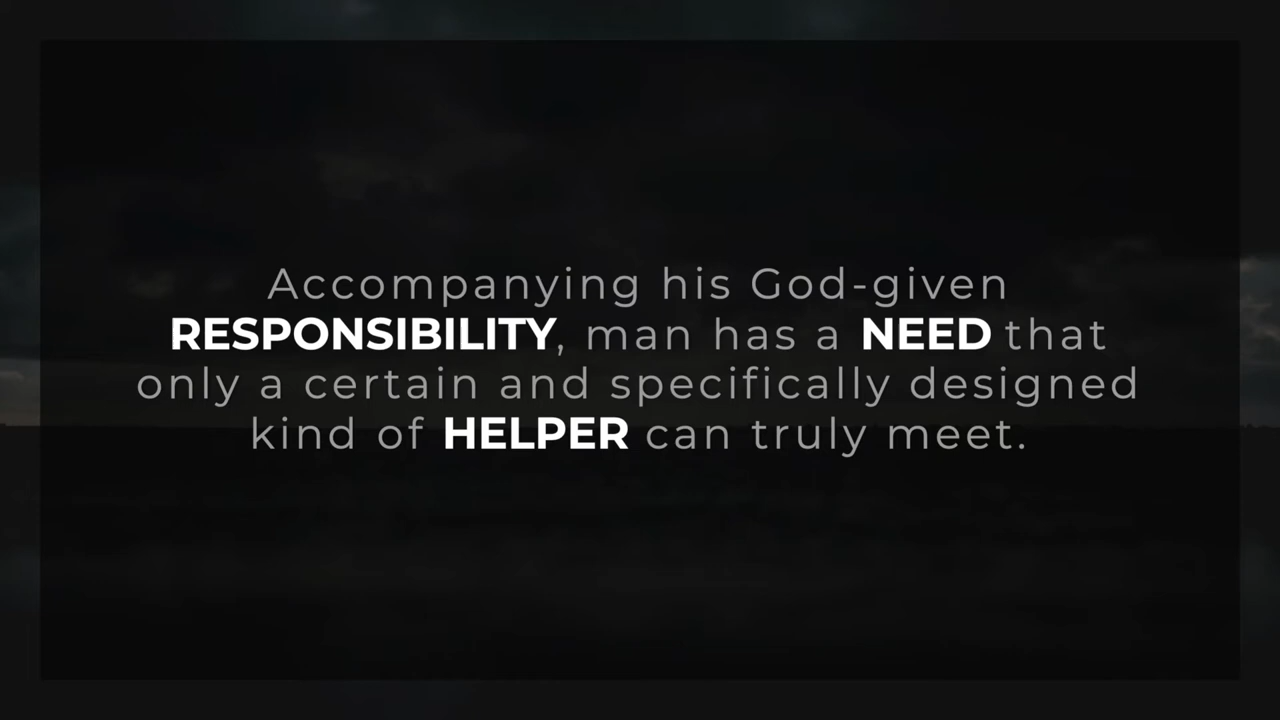 Accompanying his God-given
RESPONSIBILITY, man has a NEED that
only a certain and specifically designed
kind of HELPER can truly meet.